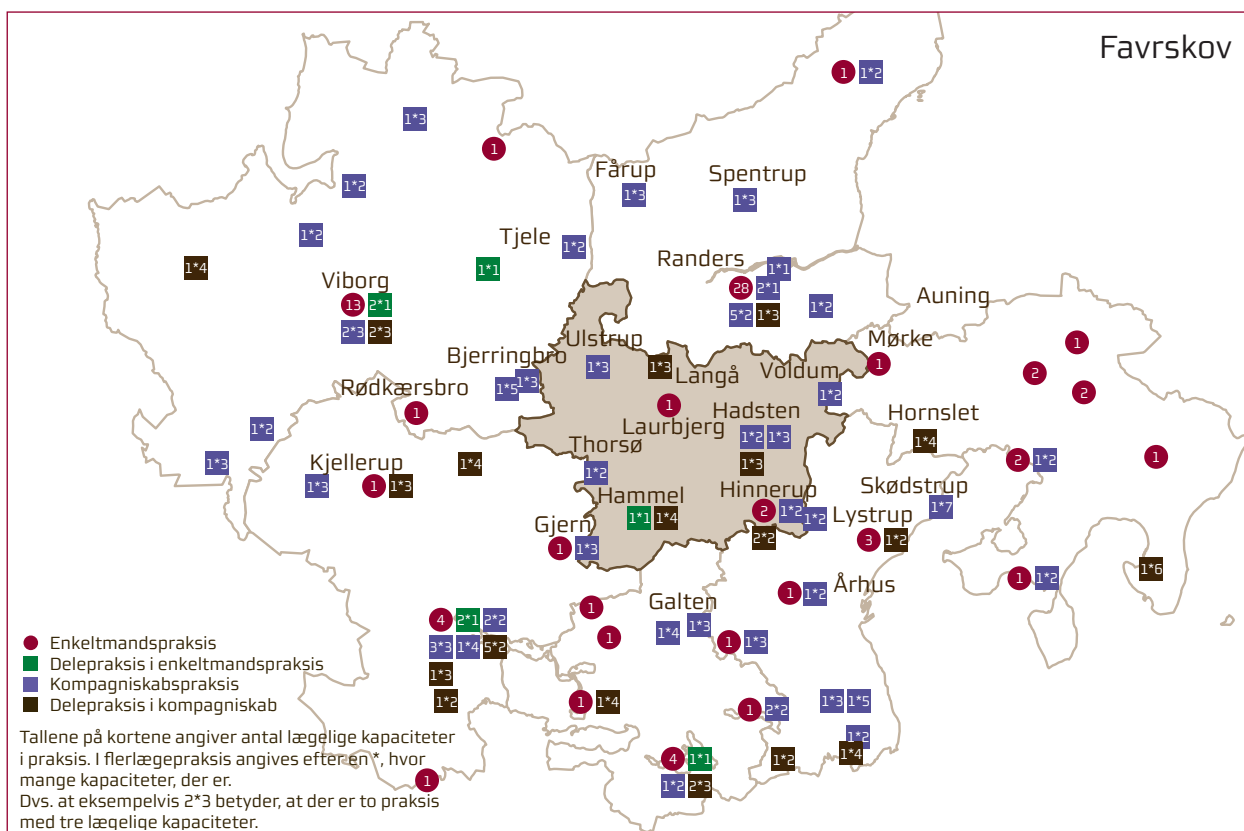 Favrskov
1 1*2
1*3
1
Fårup
Spentrup
1*3
1*3
1*2
1*2
Tjele
1*2
1*4
1*1
Randers
1*1
28 2*1
5*2 1*3
1*2
Viborg
13 2*1
2*3 2*3
Auning
Mørke
1
1
2
2
Ulstrup
1*3
1*3
Langå
Voldum
1*2
Bjerringbro
1*5 1*3
Rødkærsbro
1
1
Laurbjerg
Hadsten
1*2 1*3
1*3
Hornslet
1*4
1*2
1*3
2 1*2
1
Thorsø
1*2
1*4
Kjellerup
1*3
1 1*3
Hammel
1*1 1*4
Hinnerup
2 1*2
1*2
2*2
Skødstrup
1*7
Lystrup
3 1*2
Gjern
1 1*3
1 1*2
1*6
Århus
1 1*2
1
1
Galten
1*4
1*3
1 1*3
4 2*1 2*2
3*3 1*4 5*2
1*3
1*2
1 1*4
1 2*2
1*3 1*5
1*2
1*4
1*2
4 1*1
1*2 2*3
1
Enkeltmandspraksis
Delepraksis i enkeltmandspraksis
Kompagniskabspraksis
Delepraksis i kompagniskab
Tallene på kortene angiver antal lægelige kapaciteter
i praksis. I flerlægepraksis angives efter en *, hvor
mange kapaciteter, der er.
Dvs. at eksempelvis 2*3 betyder, at der er to praksis
med tre lægelige kapaciteter.